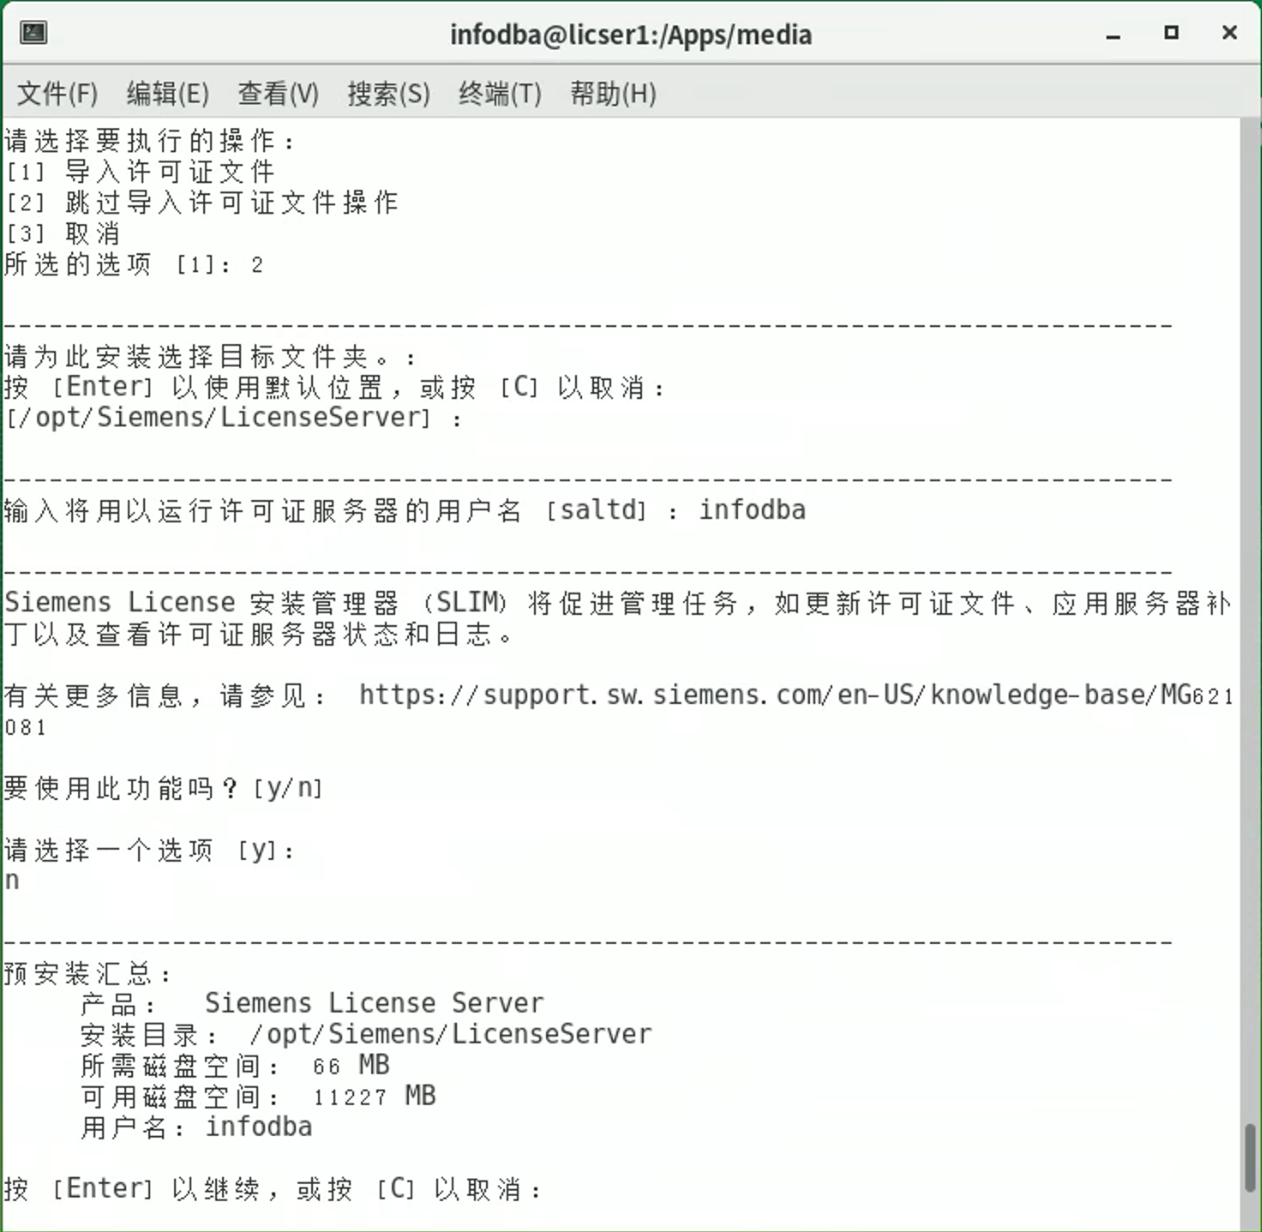 infodba@licser1:/Apps/media
文件(F) 编辑(E) 查看(V) 搜索(S) 终端(T) 帮助(H)
请选择要执行的操作：
[1] 导入许可证文件
[2] 跳过导入许可证文件操作
[3] 取消
所选的选项 [1]: 2
----------------------------------------------------------------------------
请为此安装选择目标文件夹。:
按 [Enter] 以使用默认位置，或按 [C] 以取消：
[/opt/Siemens/LicenseServer] :
----------------------------------------------------------------------------
输入将用以运行许可证服务器的用户名 [saltd] : infodba
----------------------------------------------------------------------------
Siemens License 安装管理器 (SLIM) 将促进管理任务，如更新许可证文件、应用服务器补
丁以及查看许可证服务器状态和日志。
有关更多信息，请参见： https://support.sw.siemens.com/en-US/knowledge-base/MG621
081
要使用此功能吗？[y/n]
请选择一个选项 [y]:
n
----------------------------------------------------------------------------
预安装汇总：
产品： Siemens License Server
安装目录： /opt/Siemens/LicenseServer
所需磁盘空间： 66 MB
可用磁盘空间： 11227 MB
用户名: infodba
按 [Enter] 以继续，或按 [C] 以取消：